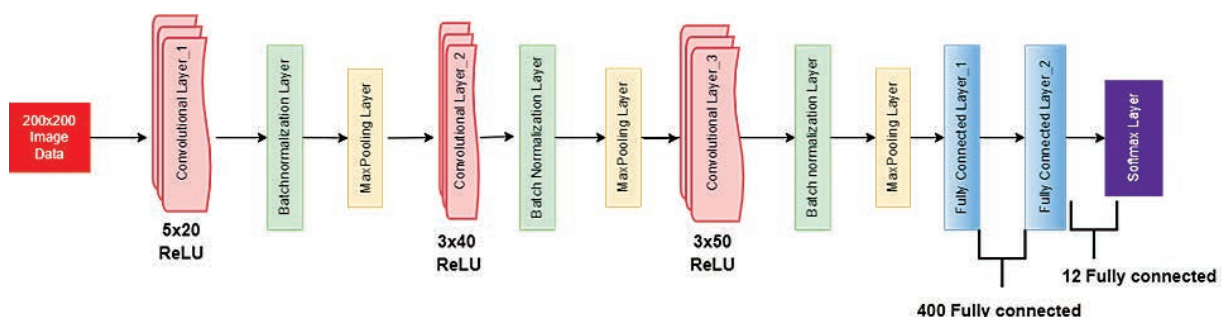 200x200
Image
Data
Convolutional Layer_1
5x20
ReLU
Batchnormalization Layer
MaxPooling Layer
Convolutional Layer_2
3x40
ReLU
Batch Normalization Layer
MaxPooling Layer
Convolutional Layer_3
3x50
ReLU
Batch normalization Layer
MaxPooling Layer
Fully Connected Layer_1
Fully Connected Layer_2
Softmax Layer
400 Fully connected
12 Fully connected